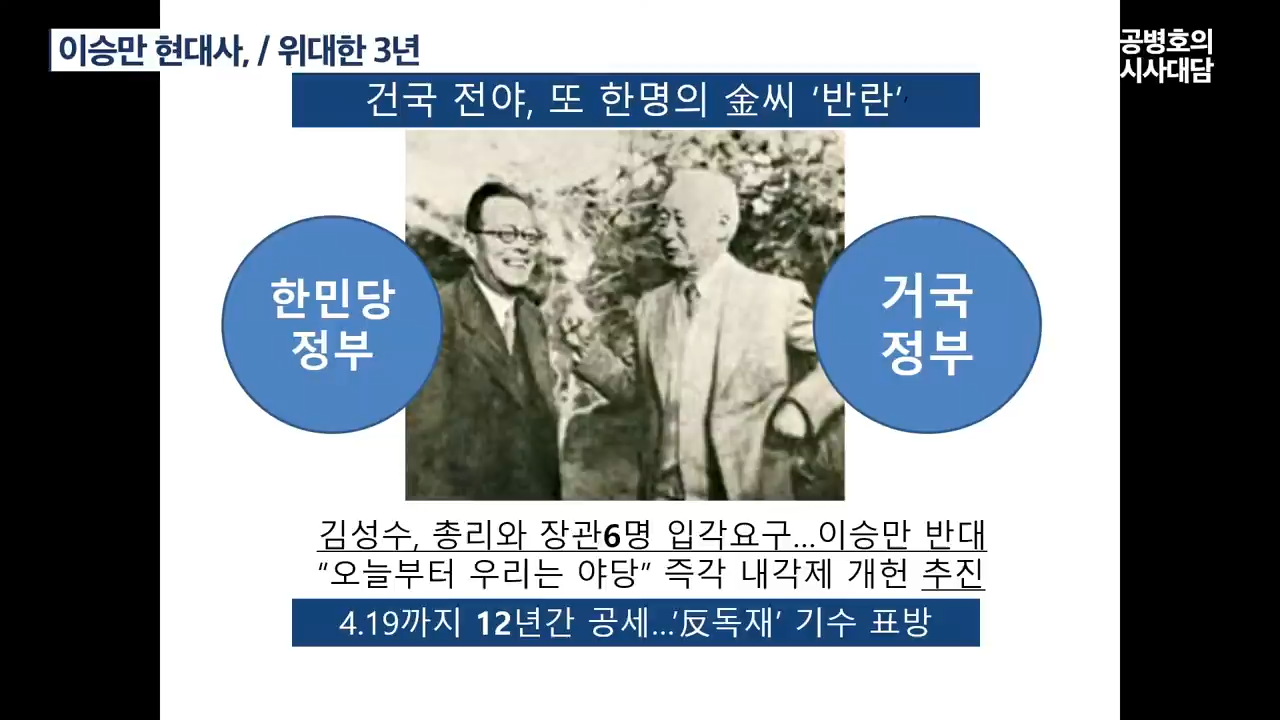 이승만 현대사, / 위대한 3년
공병호의
시사대담
건국 전야, 또 한명의 金씨 ‘반란’,
한민당
정부
거국
정부
김성수, 총리와 장관6명 입각요구...이승만 반대
“오늘부터 우리는 야당” 즉각 내각제 개헌 추진
4.19까지 12년간 공세...’反독재’ 기수 표방